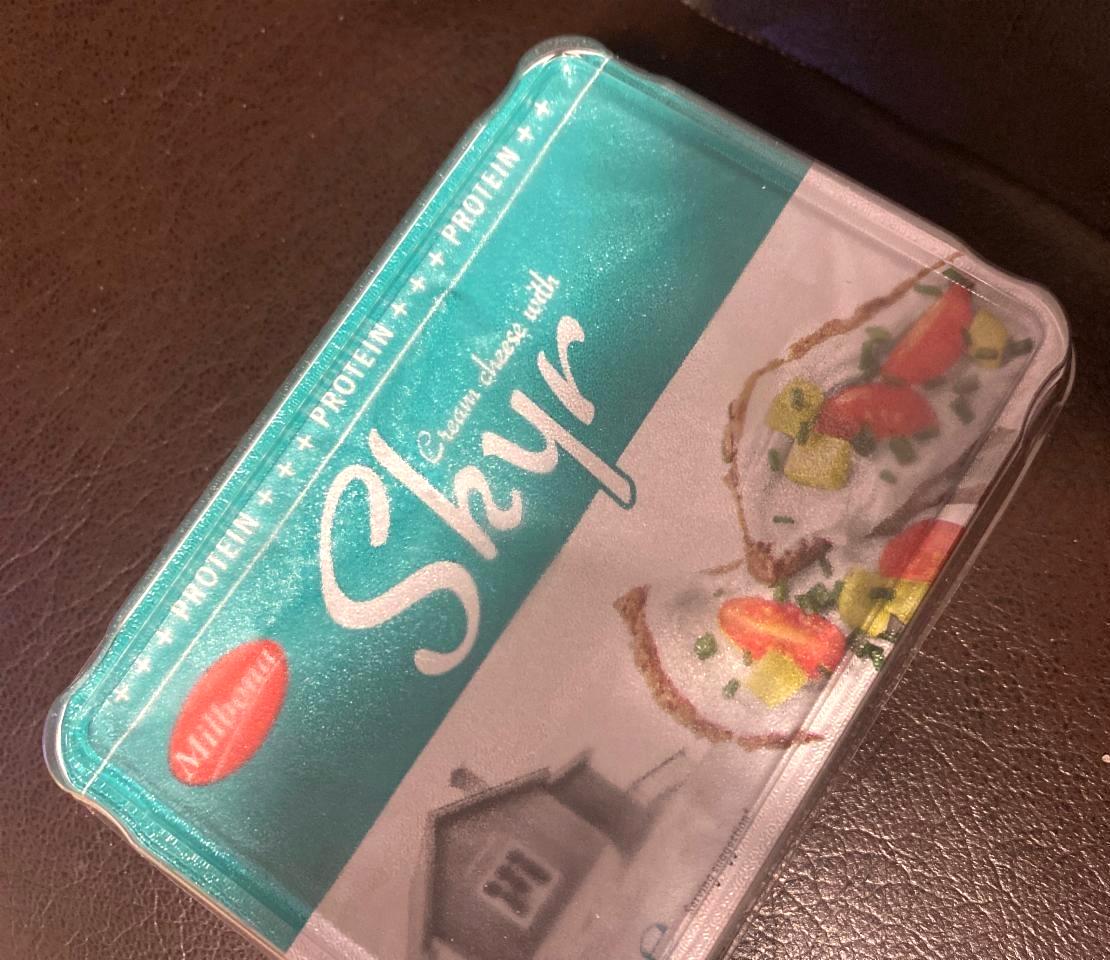 + + PROTEIN + + + PROTEIN + + + PROTEIN + +
Cream cheese with
Skyr
Milbona